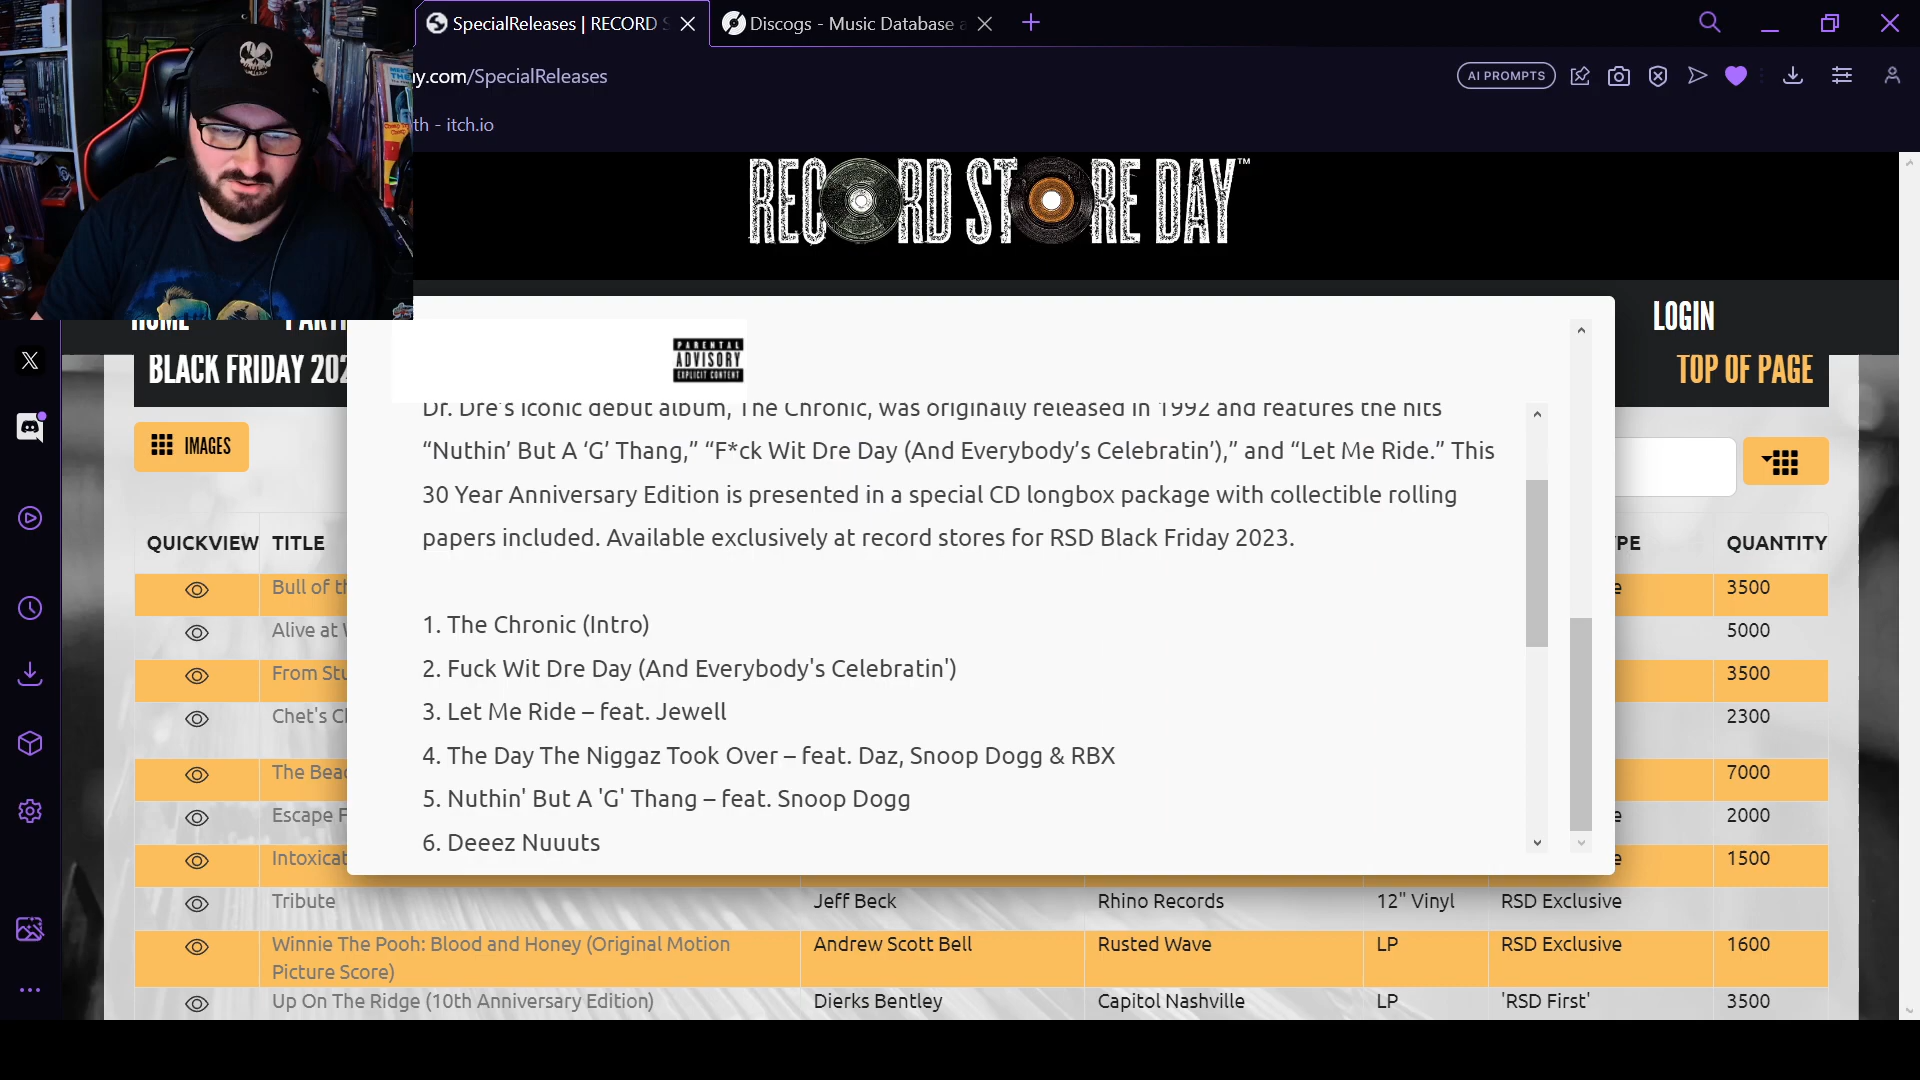 SpecialReleases | RECORD S
Discogs - Music Database a
y.com/SpecialReleases
AI PROMPTS
th - itch.io
RECORD STORE DAY™
HOME
PARTI
LOGIN
BLACK FRIDAY 202
TOP OF PAGE
PARENTAL
ADVISORY
EXPLICIT CONTENT
IMAGES
Dr. Dre's iconic debut album, The Chronic, was originally released in 1992 and features the hits
“Nuthin’ But A ‘G’ Thang,” “F*ck Wit Dre Day (And Everybody’s Celebratin’),” and “Let Me Ride.” This
30 Year Anniversary Edition is presented in a special CD longbox package with collectible rolling
papers included. Available exclusively at record stores for RSD Black Friday 2023.
1. The Chronic (Intro)
2. Fuck Wit Dre Day (And Everybody's Celebratin')
3. Let Me Ride – feat. Jewell
4. The Day The Niggaz Took Over – feat. Daz, Snoop Dogg & RBX
5. Nuthin' But A 'G' Thang – feat. Snoop Dogg
6. Deeez Nuuuts
QUICKVIEW TITLE PE QUANTITY
Bull of th e 3500
Alive at W 5000
From Stu 3500
Chet's Ch 2300
The Beac 7000
Escape F e 2000
Intoxicat e 1500
Tribute Jeff Beck Rhino Records 12" Vinyl RSD Exclusive
Winnie The Pooh: Blood and Honey (Original Motion Andrew Scott Bell Rusted Wave LP RSD Exclusive 1600
Picture Score)
Up On The Ridge (10th Anniversary Edition) Dierks Bentley Capitol Nashville LP 'RSD First' 3500